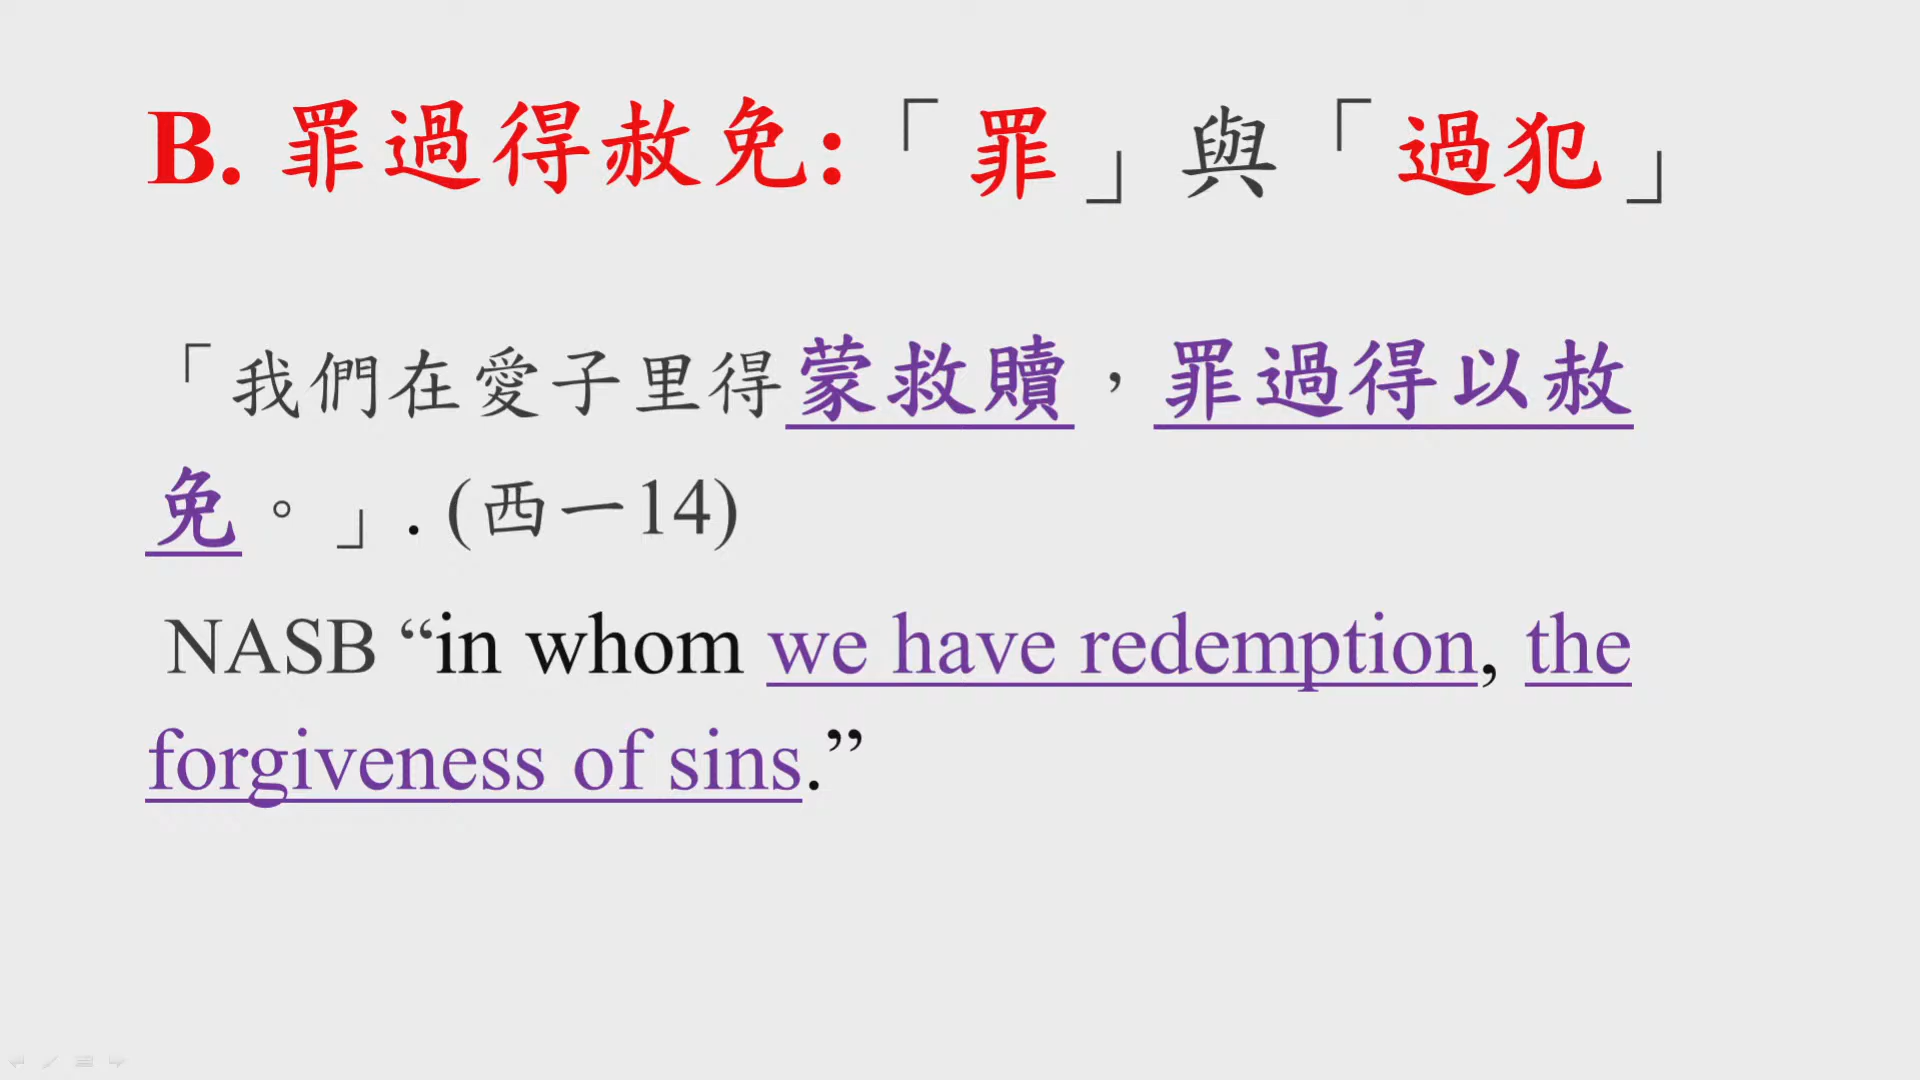 B. 罪過得赦免:「罪」與「過犯」
「我們在愛子里得蒙救贖，罪過得以赦
免。」. (西一14)
NASB “in whom we have redemption, the
forgiveness of sins.”